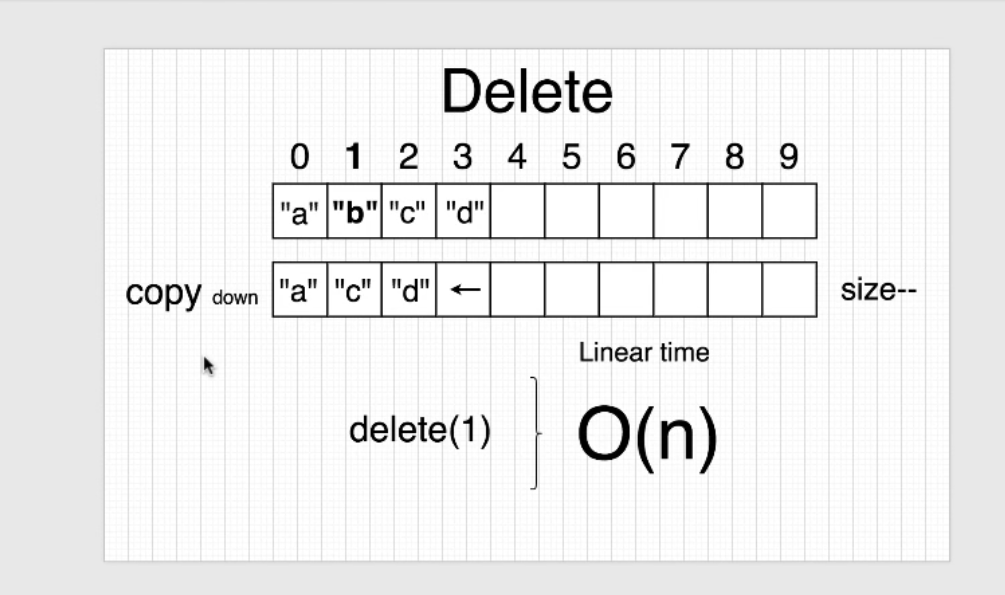 Delete
0 1 2 3 4 5 6 7 8 9
"a" "b" "c" "d"
copy down "a" "c" "d" ← size--
Linear time
delete(1) O(n)